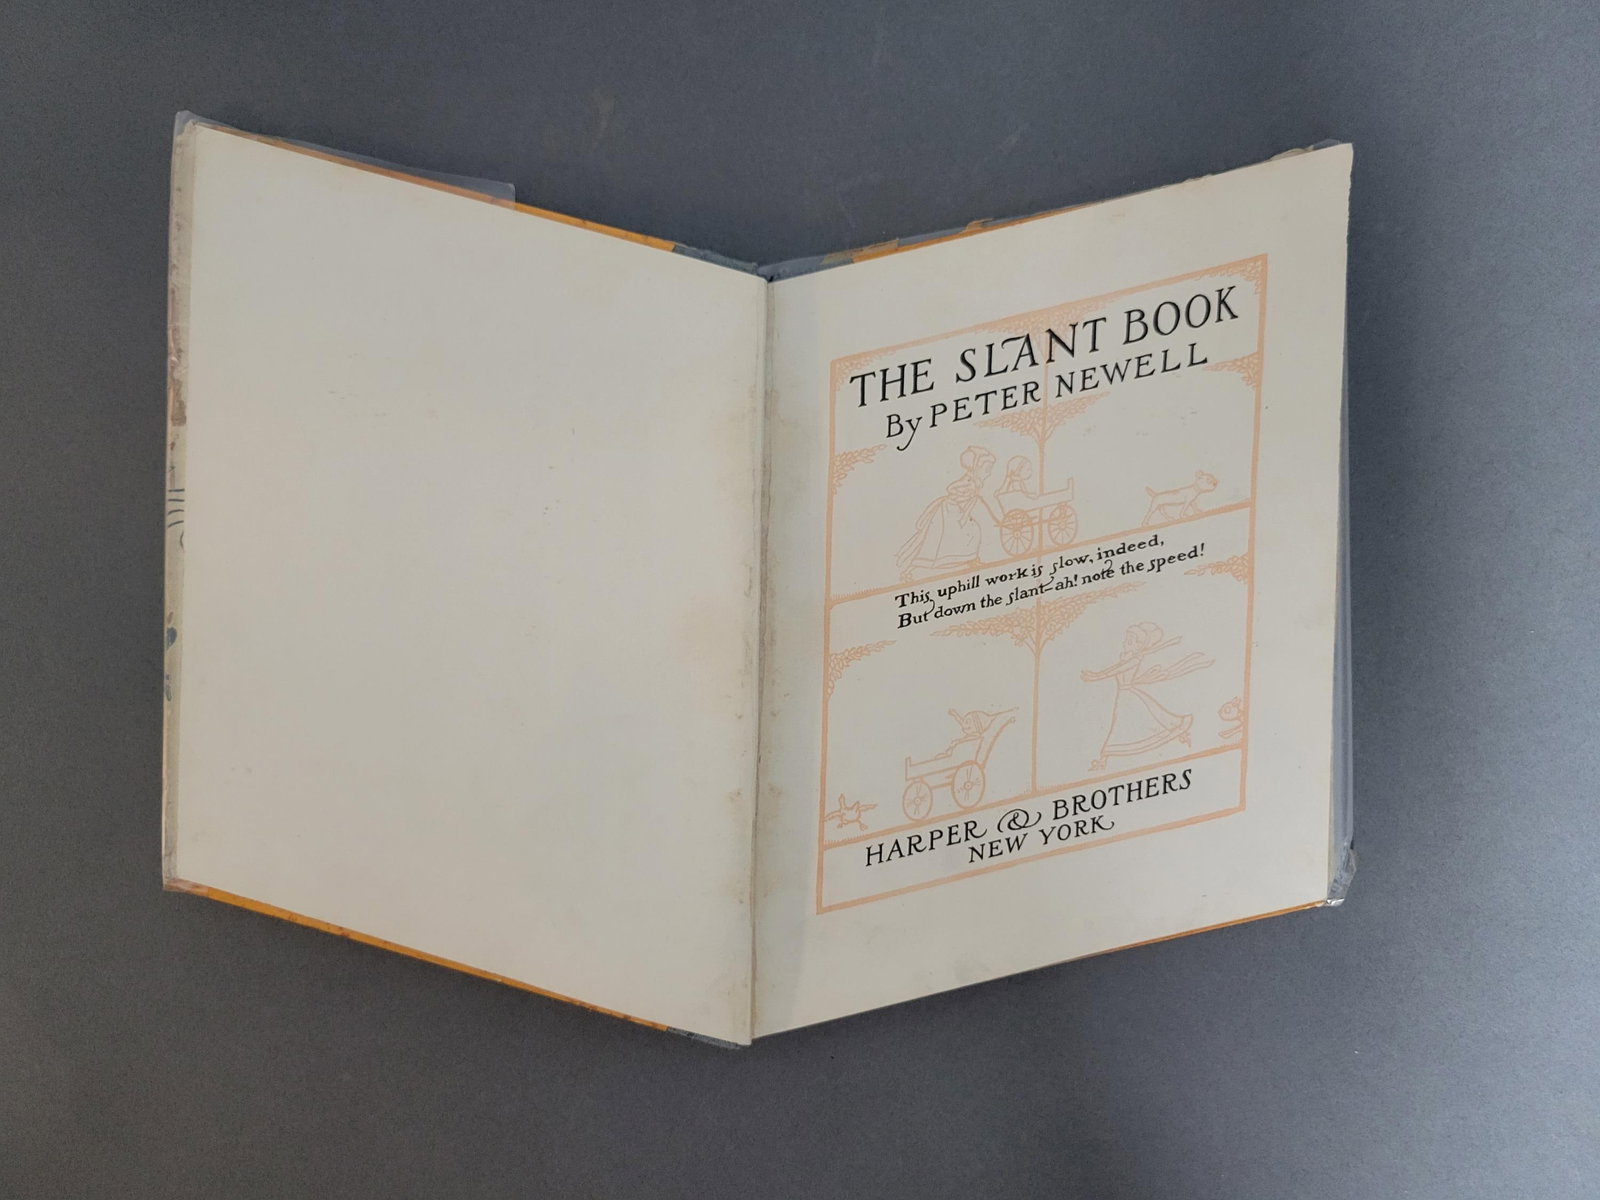 THE SLANT BOOK
By PETER NEWELL
This uphill work is slow, indeed,
But down the slant—ah! note the speed!
HARPER & BROTHERS
NEW YORK